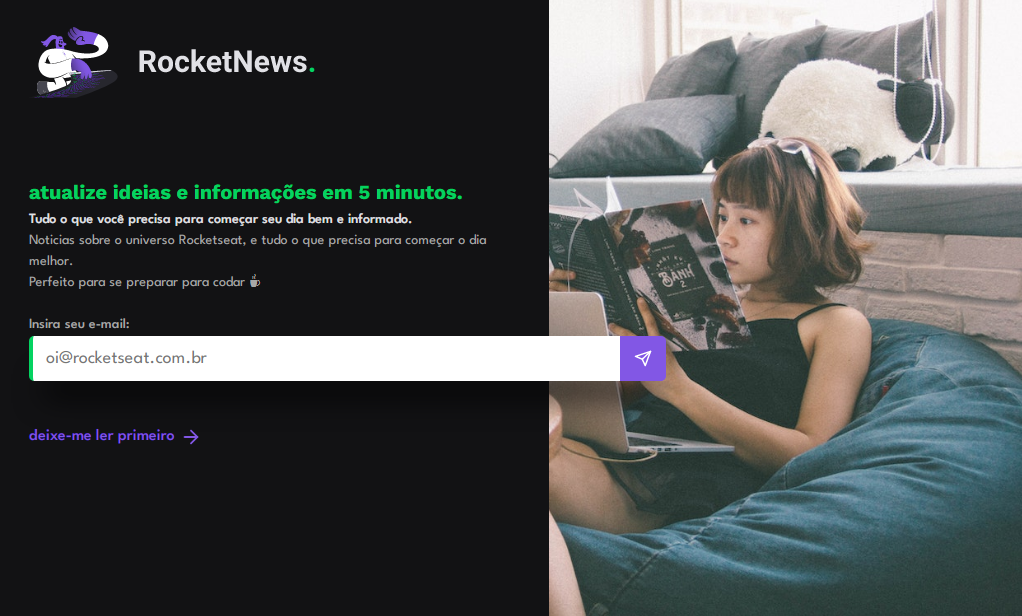 RocketNews.
atualize ideias e informações em 5 minutos.
Tudo o que você precisa para começar seu dia bem e informado.
Noticias sobre o universo Rocketseat, e tudo o que precisa para começar o dia
melhor.
Perfeito para se preparar para codar
Insira seu e-mail:
oi@rocketseat.com.br
deixe-me ler primeiro
BÁNH
2